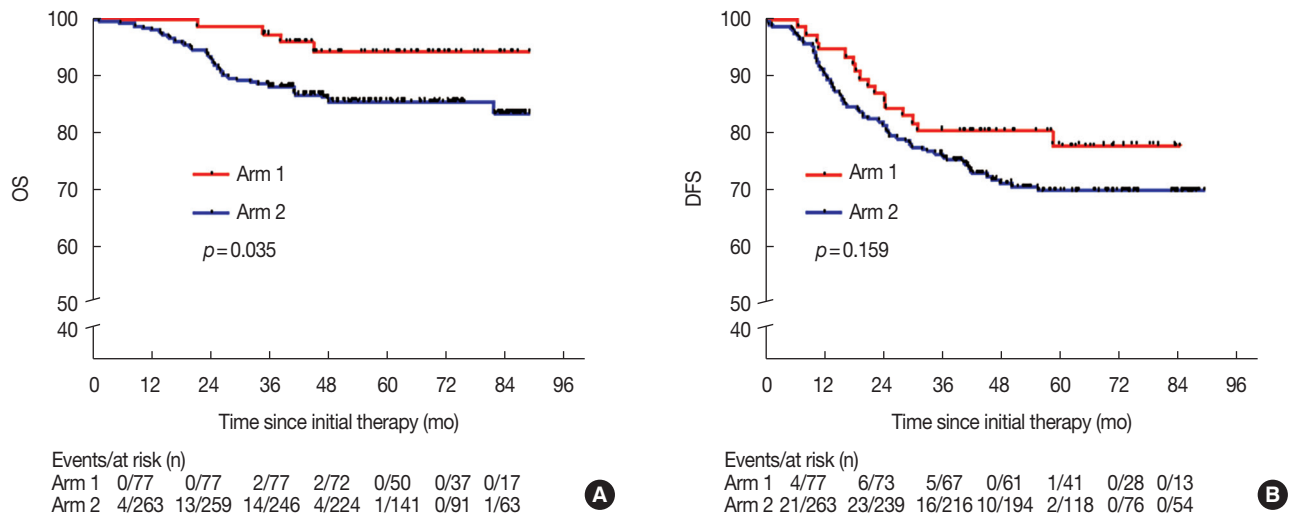 100
90
80
70
60
50
40
OS
Arm 1
Arm 2
p=0.035
0 12 24 36 48 60 72 84 96
Time since initial therapy (mo)
Events/at risk (n)
Arm 1 0/77 0/77 2/77 2/72 0/50 0/37 0/17
Arm 2 4/263 13/259 14/246 4/224 1/141 0/91 1/63
A
100
90
80
70
60
50
40
DFS
Arm 1
Arm 2
p=0.159
0 12 24 36 48 60 72 84 96
Time since initial therapy (mo)
Events/at risk (n)
Arm 1 4/77 6/73 5/67 0/61 1/41 0/28 0/13
Arm 2 21/263 23/239 16/216 10/194 2/118 0/76 0/54
B